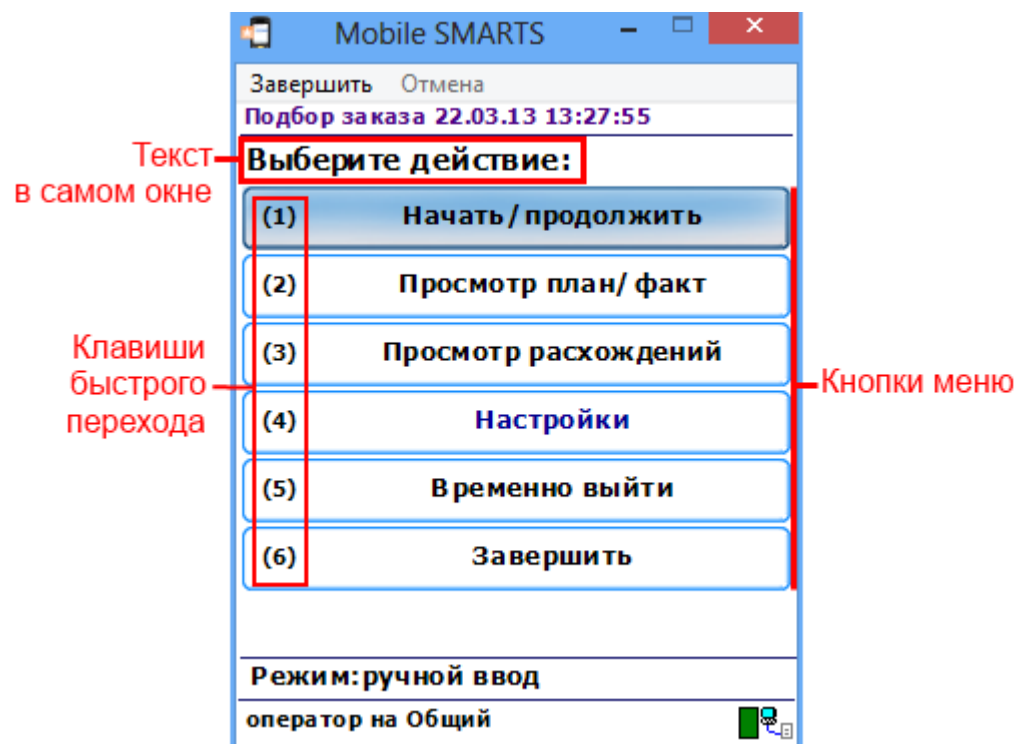 Mobile SMARTS
Завершить Отмена
Подбор заказа 22.03.13 13:27:55
Выберите действие:
Текст
в самом окне
(1) Начать/продолжить
(2) Просмотр план/ факт
(3) Просмотр расхождений
(4) Настройки
(5) Временно выйти
(6) Завершить
Клавиши
быстрого
перехода
Кнопки меню
Режим:ручной ввод
оператор на Общий